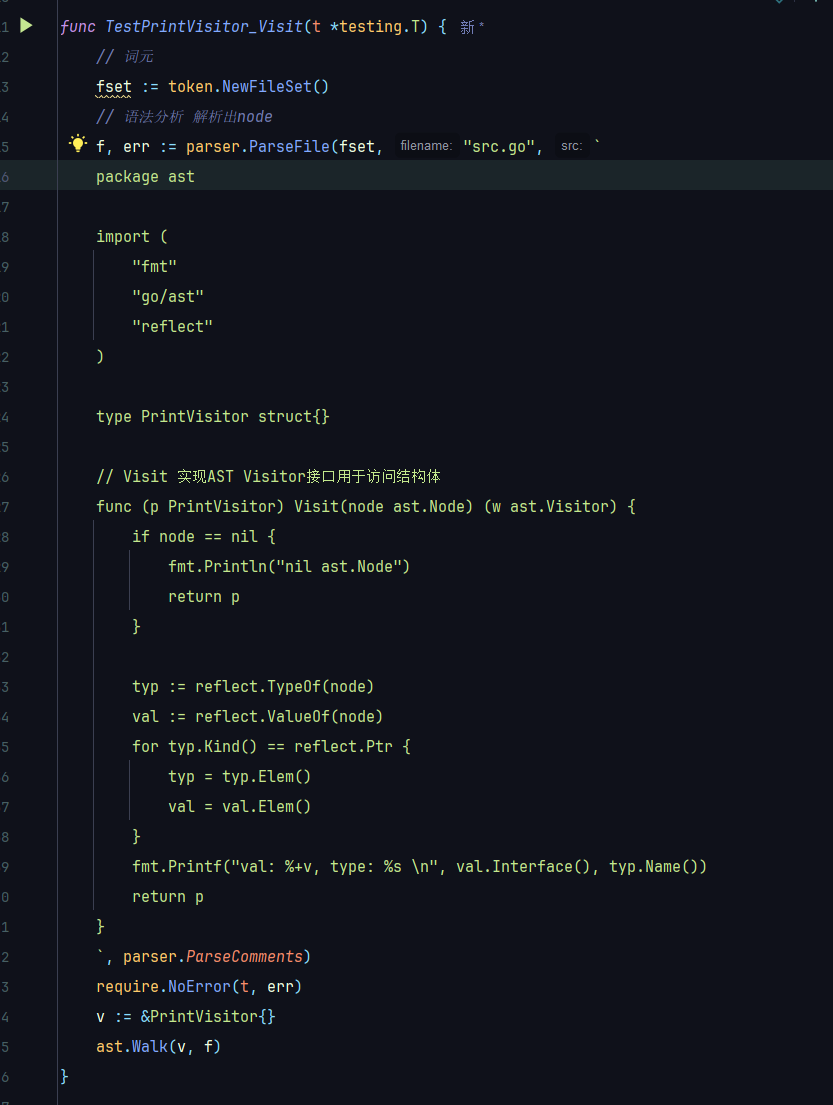 1 func TestPrintVisitor_Visit(t *testing.T) { 新 *
2 // 词元
3 fset := token.NewFileSet()
4 // 语法分析 解析出node
5 f, err := parser.ParseFile(fset, filename: "src.go", src: `
6 package ast
7
8 import (
9 "fmt"
0 "go/ast"
1 "reflect"
2 )
3
4 type PrintVisitor struct{}
5
6 // Visit 实现AST Visitor接口用于访问结构体
7 func (p PrintVisitor) Visit(node ast.Node) (w ast.Visitor) {
8 if node == nil {
9 fmt.Println("nil ast.Node")
0 return p
1 }
2
3 typ := reflect.TypeOf(node)
4 val := reflect.ValueOf(node)
5 for typ.Kind() == reflect.Ptr {
6 typ = typ.Elem()
7 val = val.Elem()
8 }
9 fmt.Printf("val: %+v, type: %s \n", val.Interface(), typ.Name())
0 return p
1 }
2 `, parser.ParseComments)
3 require.NoError(t, err)
4 v := &PrintVisitor{}
5 ast.Walk(v, f)
6 }